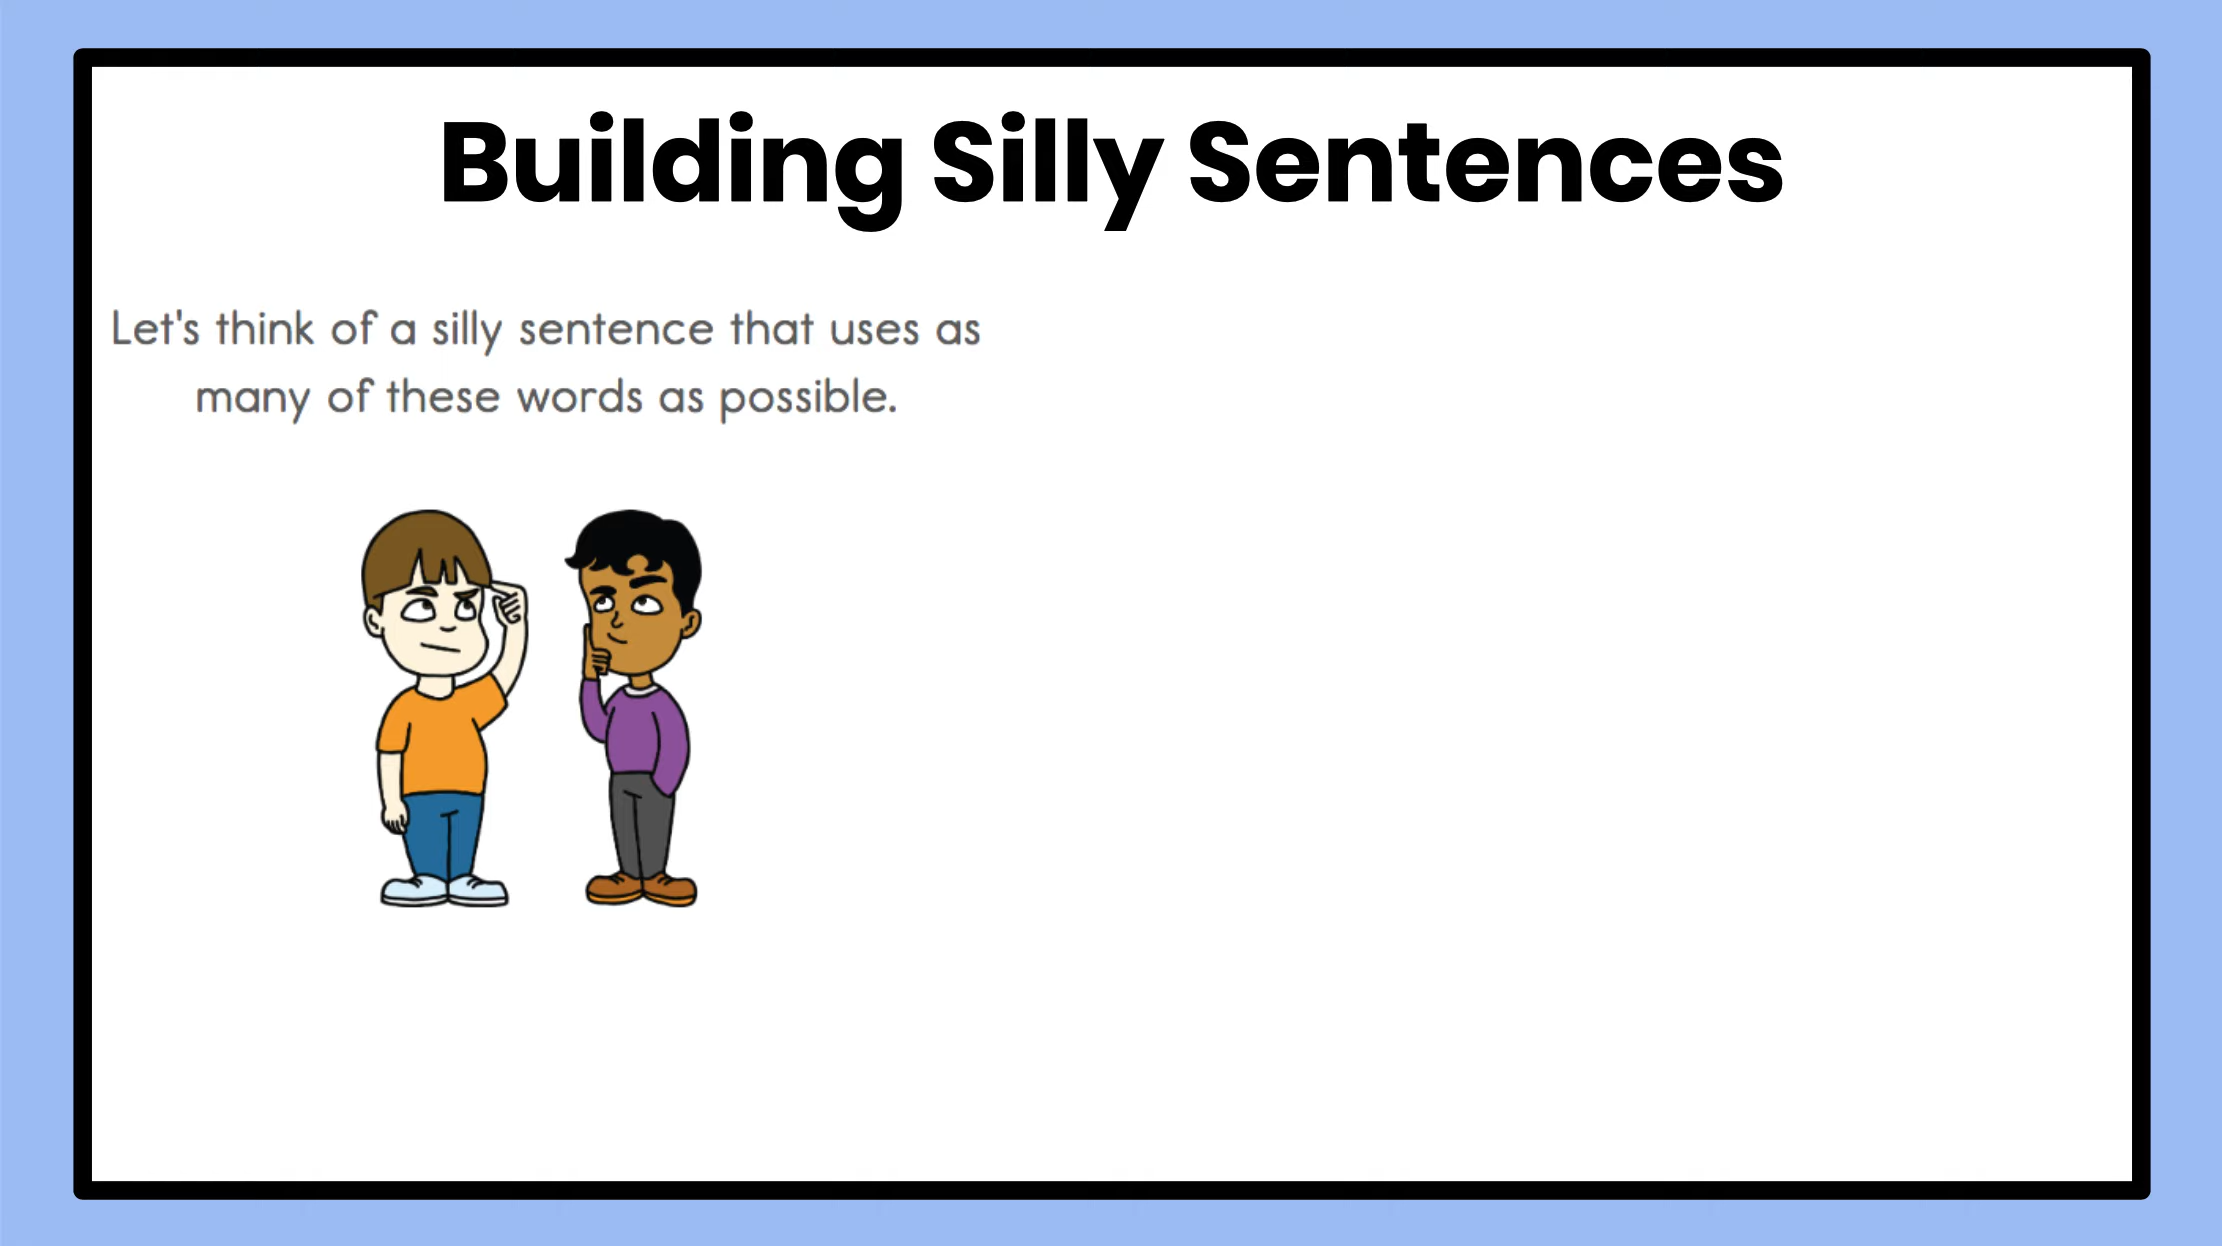 Building Silly Sentences
Let's think of a silly sentence that uses as
many of these words as possible.